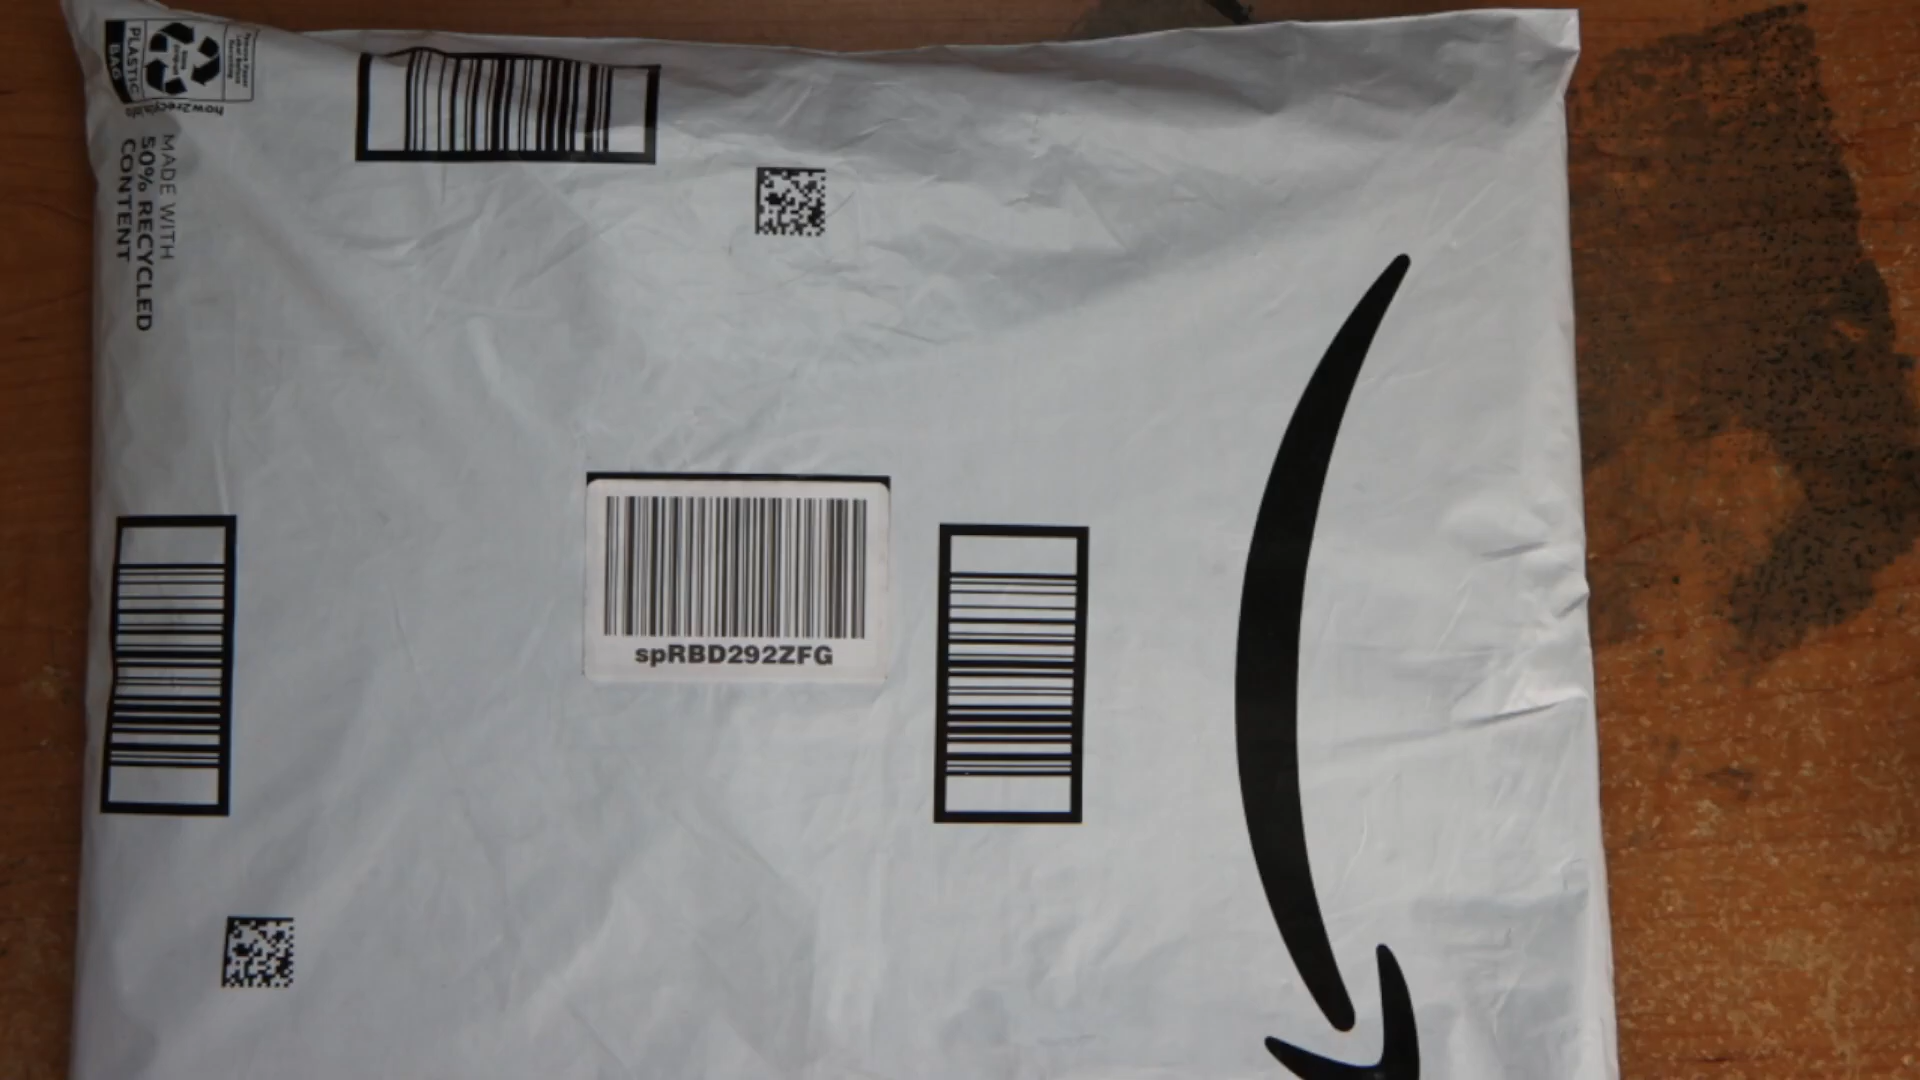 PLASTIC
BAG
how2recycle.info
MADE WITH
50% RECYCLED
CONTENT
spRBD292ZFG